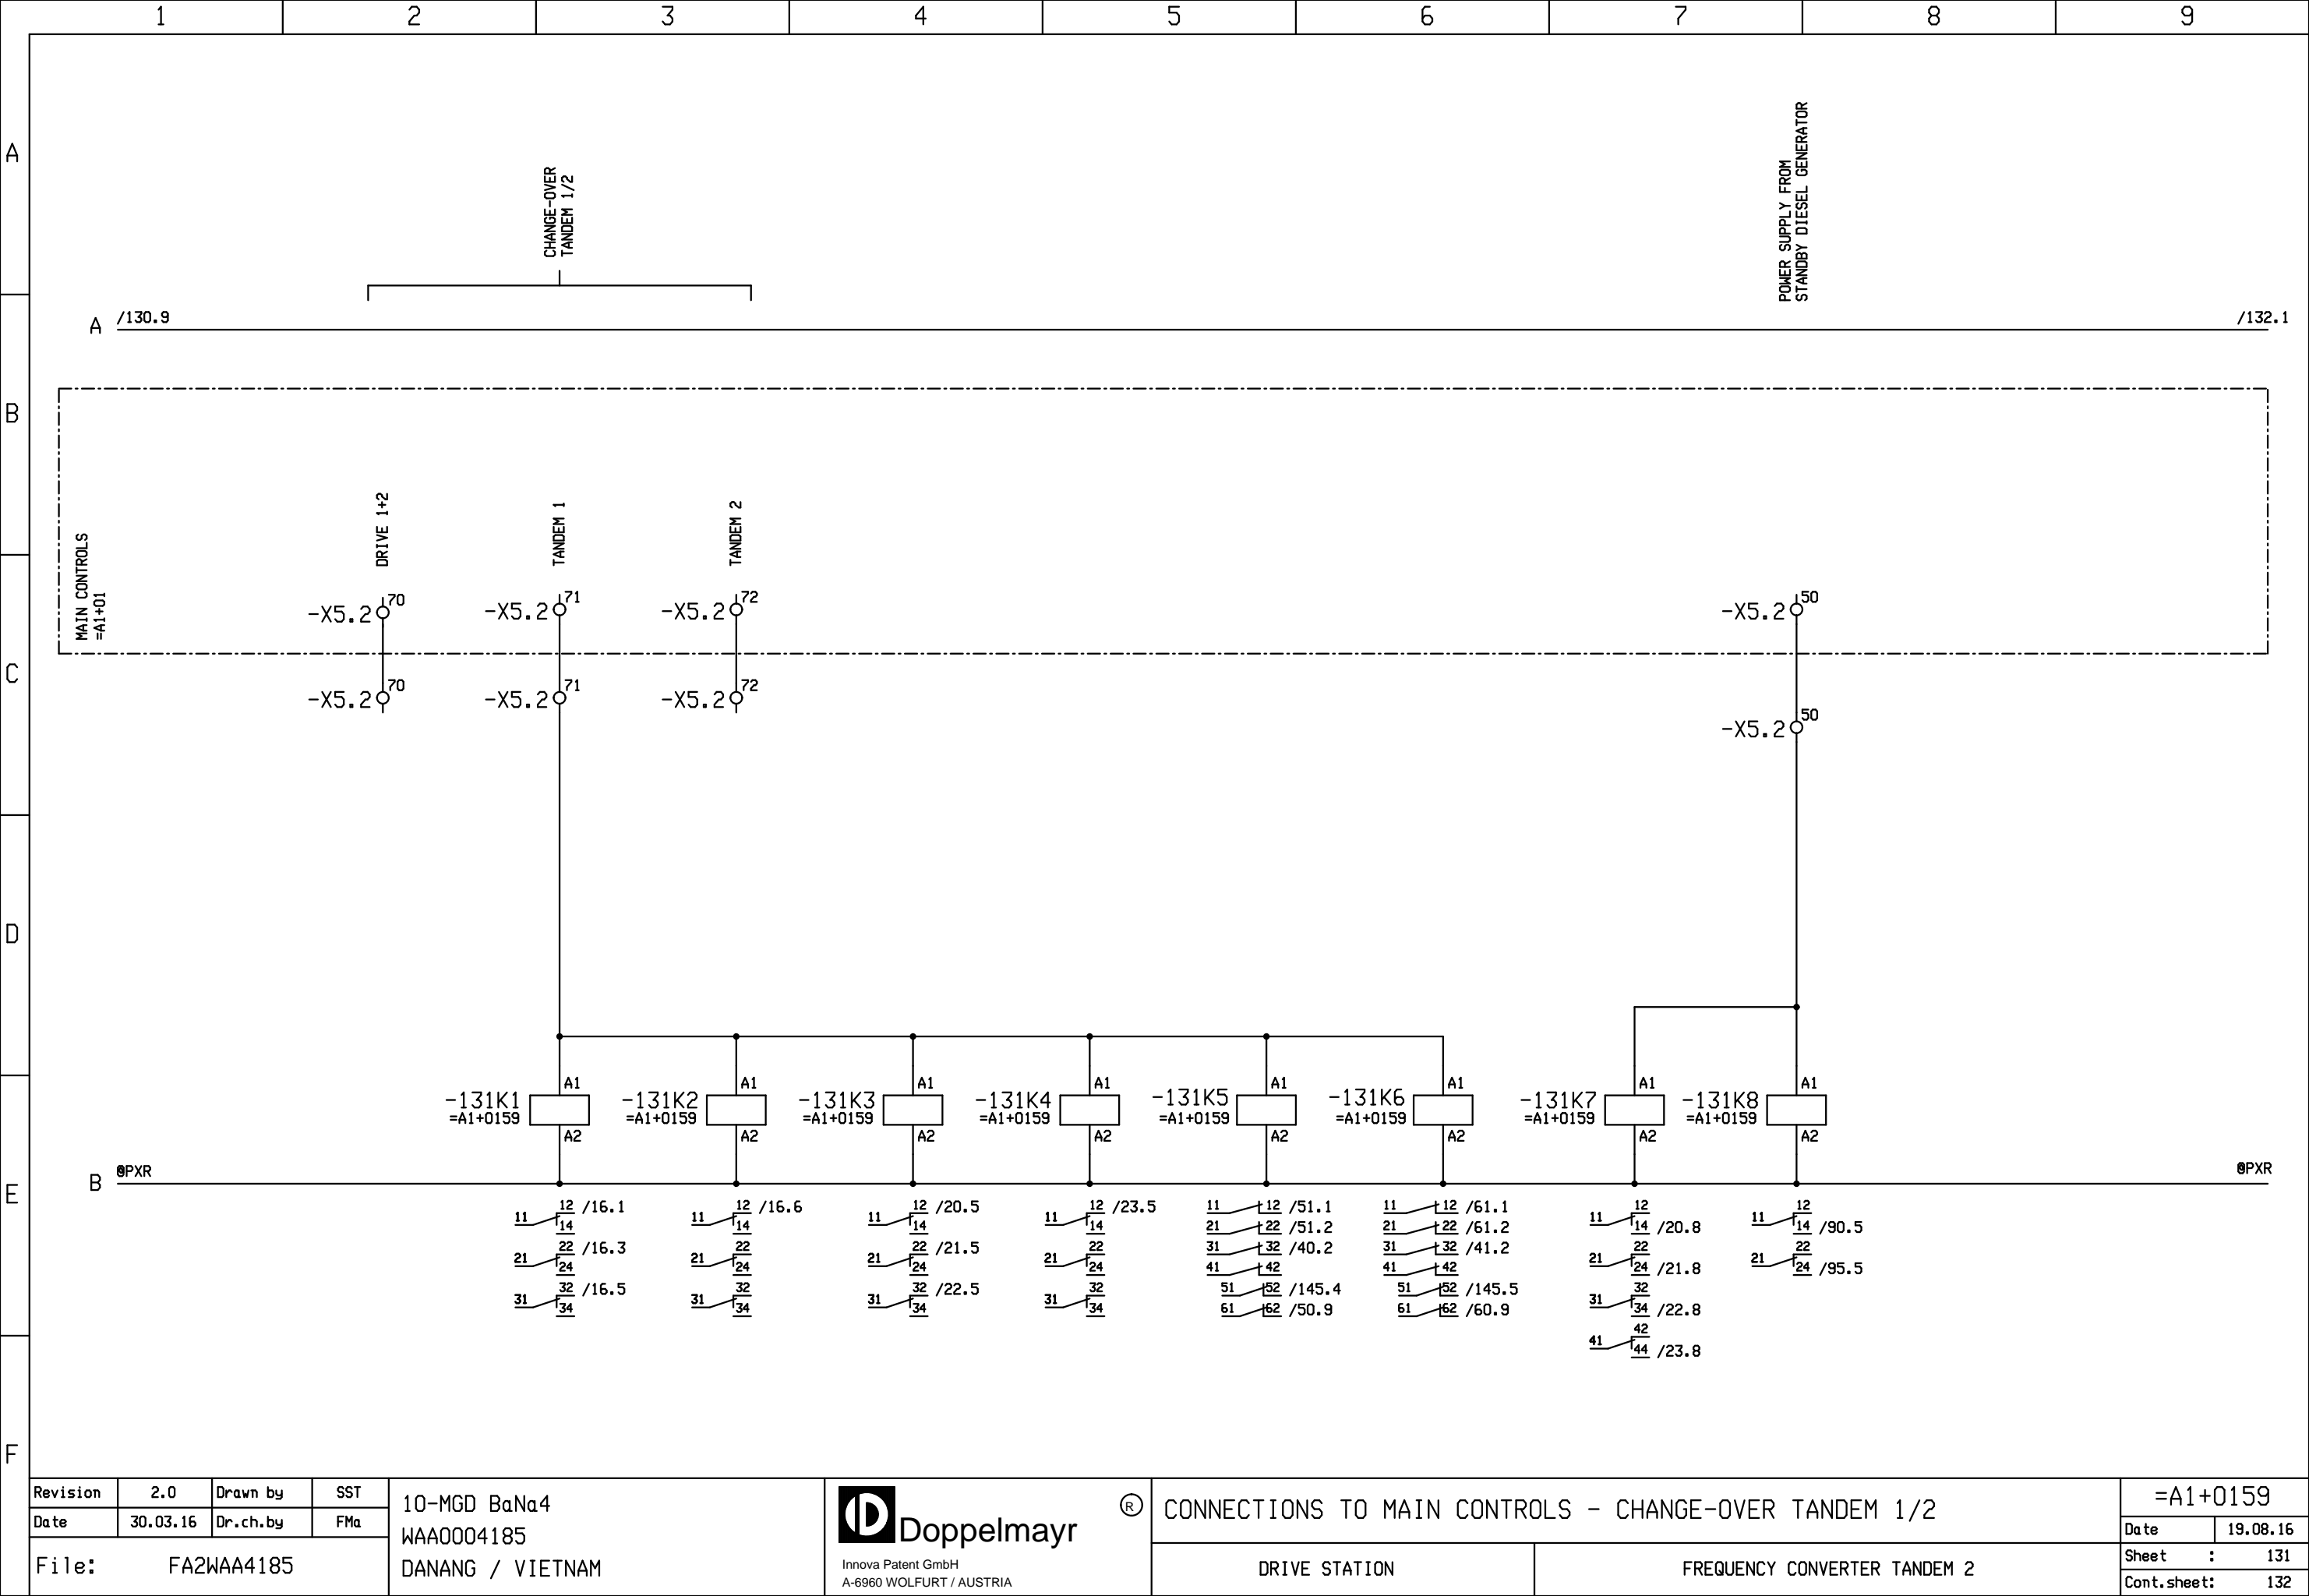 1 2 3 4 5 6 7 8 9
A
B
C
D
E
F
CHANGE-OVER
TANDEM 1/2
POWER SUPPLY FROM
STANDBY DIESEL GENERATOR
A /130.9 /132.1
MAIN CONTROLS
=A1+01
DRIVE 1+2
TANDEM 1
TANDEM 2
-X5.2 70 -X5.2 71 -X5.2 72 -X5.2 50
-X5.2 70 -X5.2 71 -X5.2 72 -X5.2 50
A1 A1 A1 A1 A1 A1 A1 A1
-131K1 -131K2 -131K3 -131K4 -131K5 -131K6 -131K7 -131K8
=A1+0159 =A1+0159 =A1+0159 =A1+0159 =A1+0159 =A1+0159 =A1+0159 =A1+0159
A2 A2 A2 A2 A2 A2 A2 A2
B @PXR @PXR
11 12 /16.1
14
21 22 /16.3
24
31 32 /16.5
34
11 12 /16.6
14
21 22
24
31 32
34
11 12 /20.5
14
21 22 /21.5
24
31 32 /22.5
34
11 12 /23.5
14
21 22
24
31 32
34
11 12 /51.1
21 22 /51.2
31 32 /40.2
41 42
51 52 /145.4
61 62 /50.9
11 12 /61.1
21 22 /61.2
31 32 /41.2
41 42
51 52 /145.5
61 62 /60.9
11 12
14 /20.8
21 22
24 /21.8
31 32
34 /22.8
41 42
44 /23.8
11 12
14 /90.5
21 22
24 /95.5
Revision 2.0 Drawn by SST
Date 30.03.16 Dr.ch.by FMa
File: FA2WAA4185
10-MGD BaNa4
WAA0004185
DANANG / VIETNAM
Doppelmayr ®
Innova Patent GmbH
A-6960 WOLFURT / AUSTRIA
CONNECTIONS TO MAIN CONTROLS - CHANGE-OVER TANDEM 1/2
DRIVE STATION
FREQUENCY CONVERTER TANDEM 2
=A1+0159
Date 19.08.16
Sheet : 131
Cont.sheet: 132